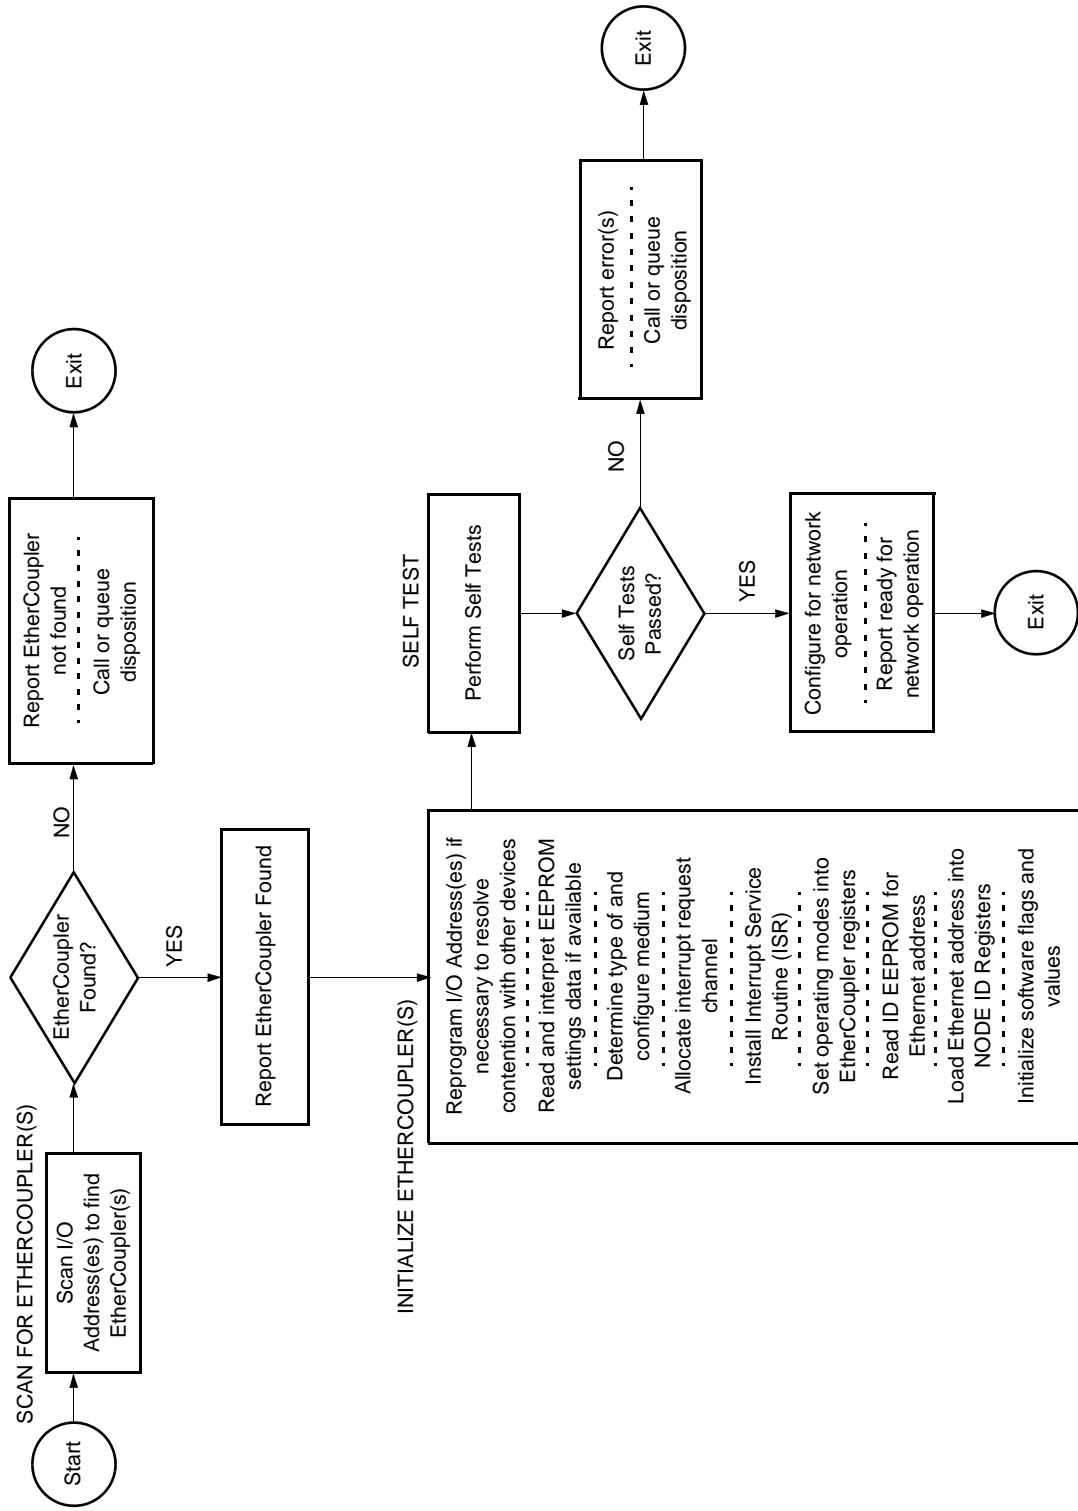 SCAN FOR ETHERCOUPLER(S)
Start
Scan I/O
Address(es) to find
EtherCoupler(s)
EtherCoupler
Found?
NO
Report EtherCoupler
not found
Call or queue
disposition
Exit
YES
Report EtherCoupler Found
INITIALIZE ETHERCOUPLER(S)
Reprogram I/O Address(es) if
necessary to resolve
contention with other devices
Read and interpret EEPROM
settings data if available
Determine type of and
configure medium
Allocate interrupt request
channel
Install Interrupt Service
Routine (ISR)
Set operating modes into
EtherCoupler registers
Read ID EEPROM for
Ethernet address
Load Ethernet address into
NODE ID Registers
Initialize software flags and
values
SELF TEST
Perform Self Tests
Self Tests
Passed?
NO
Report error(s)
Call or queue
disposition
Exit
YES
Configure for network
operation
Report ready for
network operation
Exit